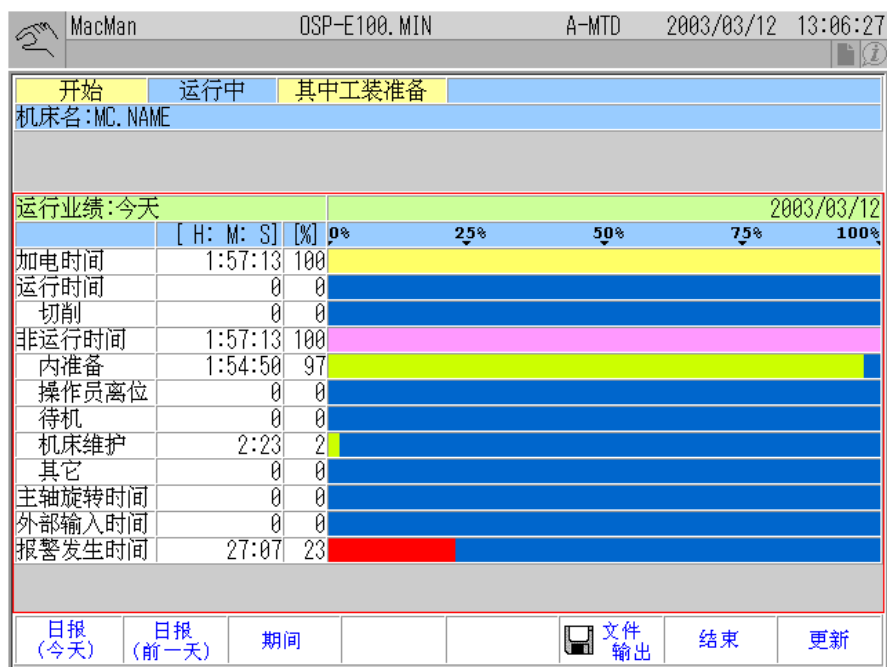 MacMan OSP-E100.MIN A-MTD 2003/03/12 13:06:27
开始 运行中 其中工装准备
机床名:MC.NAME
运行业绩:今天 2003/03/12
[ H: M: S] [%] 0% 25% 50% 75% 100%
加电时间 1:57:13 100
运行时间 0 0
切削 0 0
非运行时间 1:57:13 100
内准备 1:54:50 97
操作员离位 0 0
待机 0 0
机床维护 2:23 2
其它 0 0
主轴旋转时间 0 0
外部输入时间 0 0
报警发生时间 27:07 23
日报 (今天) 日报 (前一天) 期间 文件 输出 结束 更新